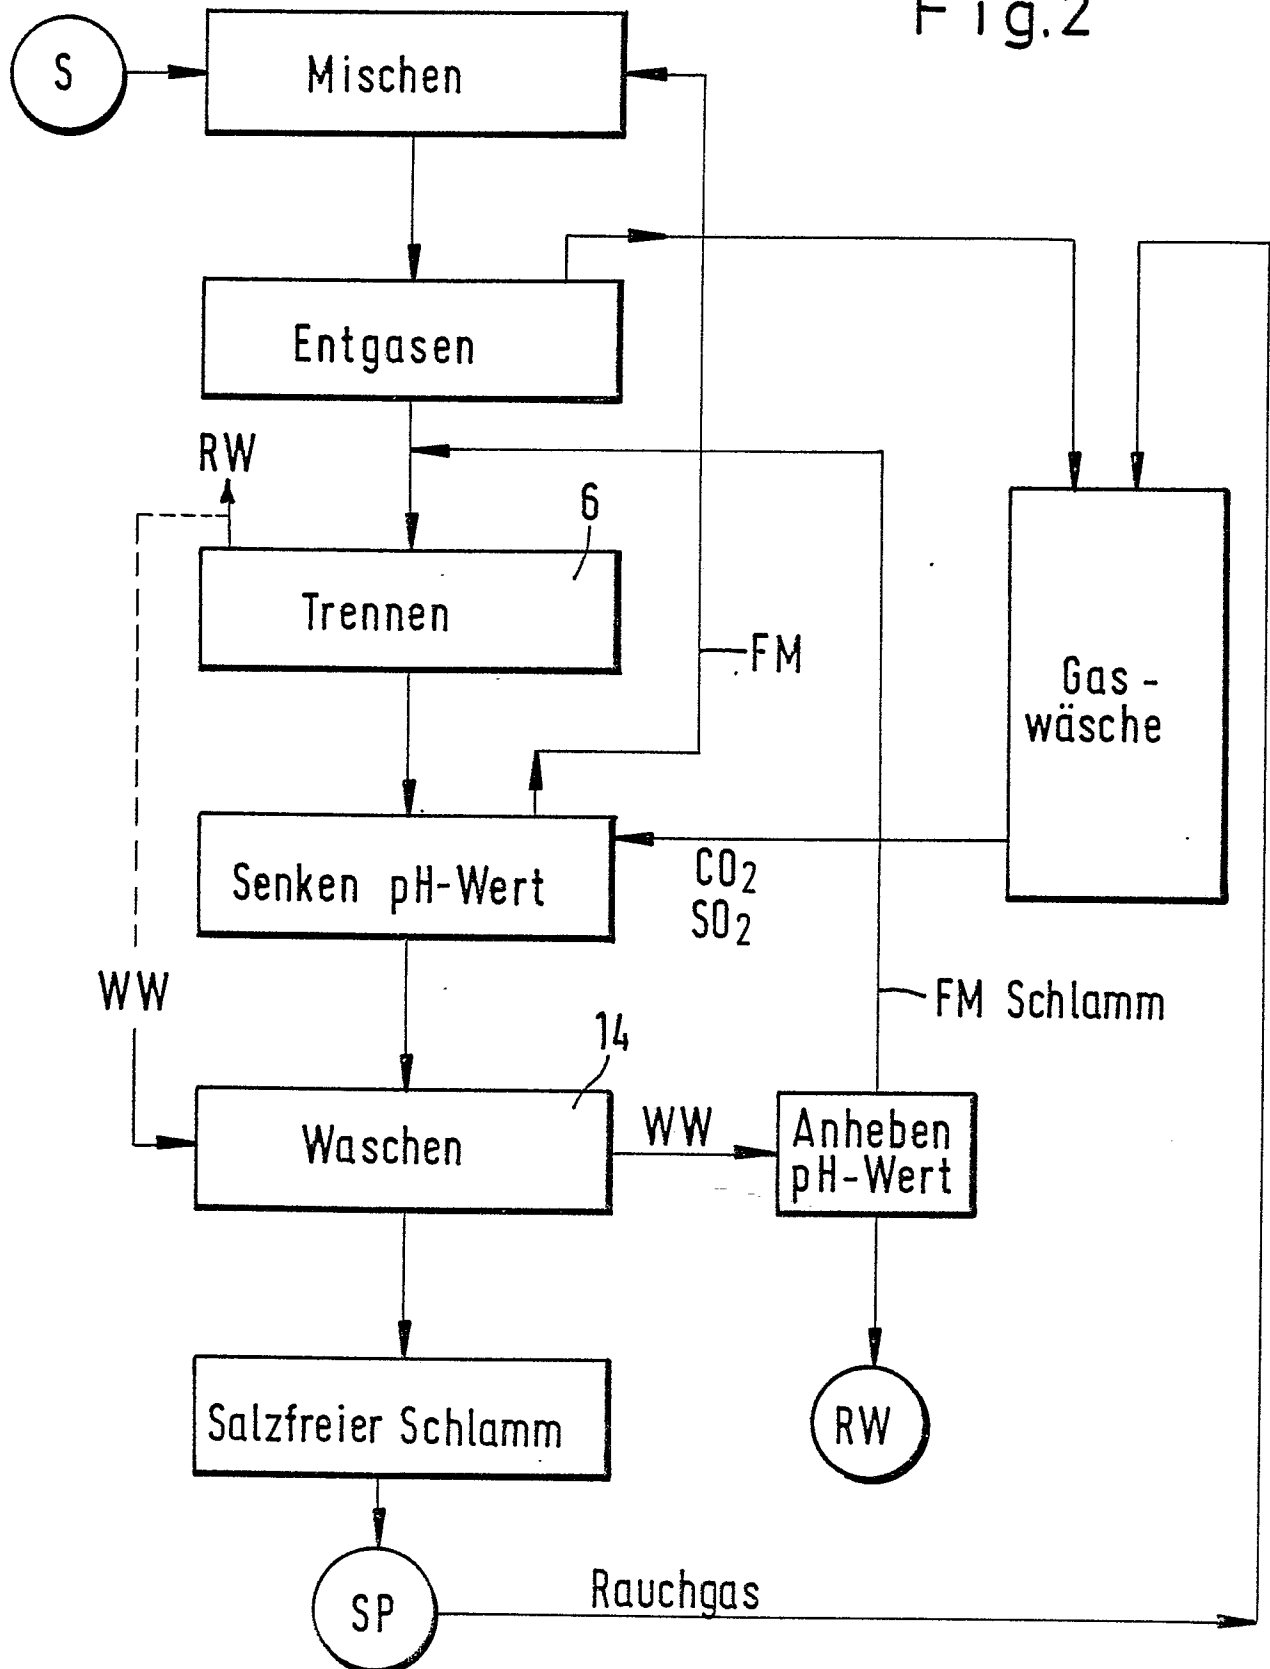 Fig.2
S
Mischen
Entgasen
RW
6
Trennen
FM
Gas-
wäsche
Senken pH-Wert
CO2
SO2
WW
FM Schlamm
14
Waschen
WW
Anheben
pH-Wert
Salzfreier Schlamm
RW
SP
Rauchgas